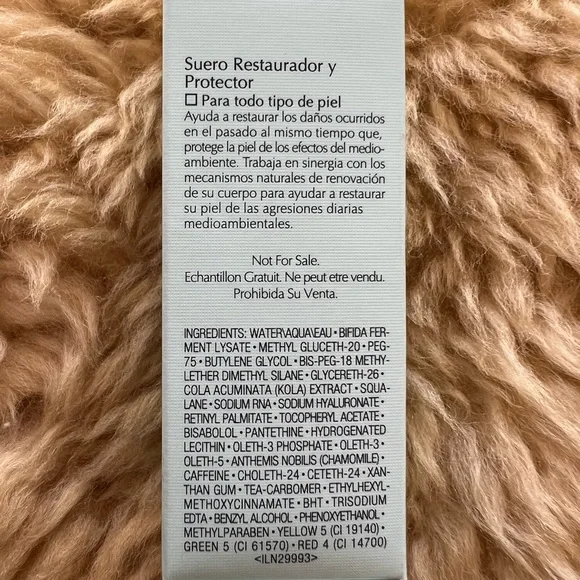 Suero Restaurador y
Protector
☐ Para todo tipo de piel
Ayuda a restaurar los daños ocurridos
en el pasado al mismo tiempo que,
protege la piel de los efectos del medio-
ambiente. Trabaja en sinergia con los
mecanismos naturales de renovación
de su cuerpo para ayudar a restaurar
su piel de las agresiones diarias
medioambientales.
Not For Sale.
Echantillon Gratuit. Ne peut etre vendu.
Prohibida Su Venta.
INGREDIENTS: WATER\AQUA\EAU • BIFIDA FER-
MENT LYSATE • METHYL GLUCETH-20 • PEG-
75 • BUTYLENE GLYCOL • BIS-PEG-18 METHY-
LETHER DIMETHYL SILANE • GLYCERETH-26 •
COLA ACUMINATA (KOLA) EXTRACT • SQUA-
LANE • SODIUM RNA • SODIUM HYALURONATE •
RETINYL PALMITATE • TOCOPHERYL ACETATE •
BISABOLOL • PANTETHINE • HYDROGENATED
LECITHIN • OLETH-3 PHOSPHATE • OLETH-3 •
OLETH-5 • ANTHEMIS NOBILIS (CHAMOMILE) •
CAFFEINE • CHOLETH-24 • CETETH-24 • XAN-
THAN GUM • TEA-CARBOMER • ETHYLHEXYL-
METHOXYCINNAMATE • BHT • TRISODIUM
EDTA • BENZYL ALCOHOL • PHENOXYETHANOL •
METHYLPARABEN • YELLOW 5 (CI 19140) •
GREEN 5 (CI 61570) • RED 4 (CI 14700)
<ILN29993>